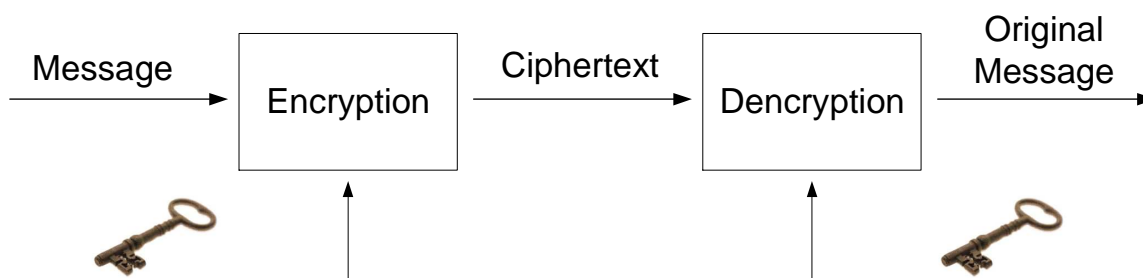 Message
Encryption
Ciphertext
Dencryption
Original
Message